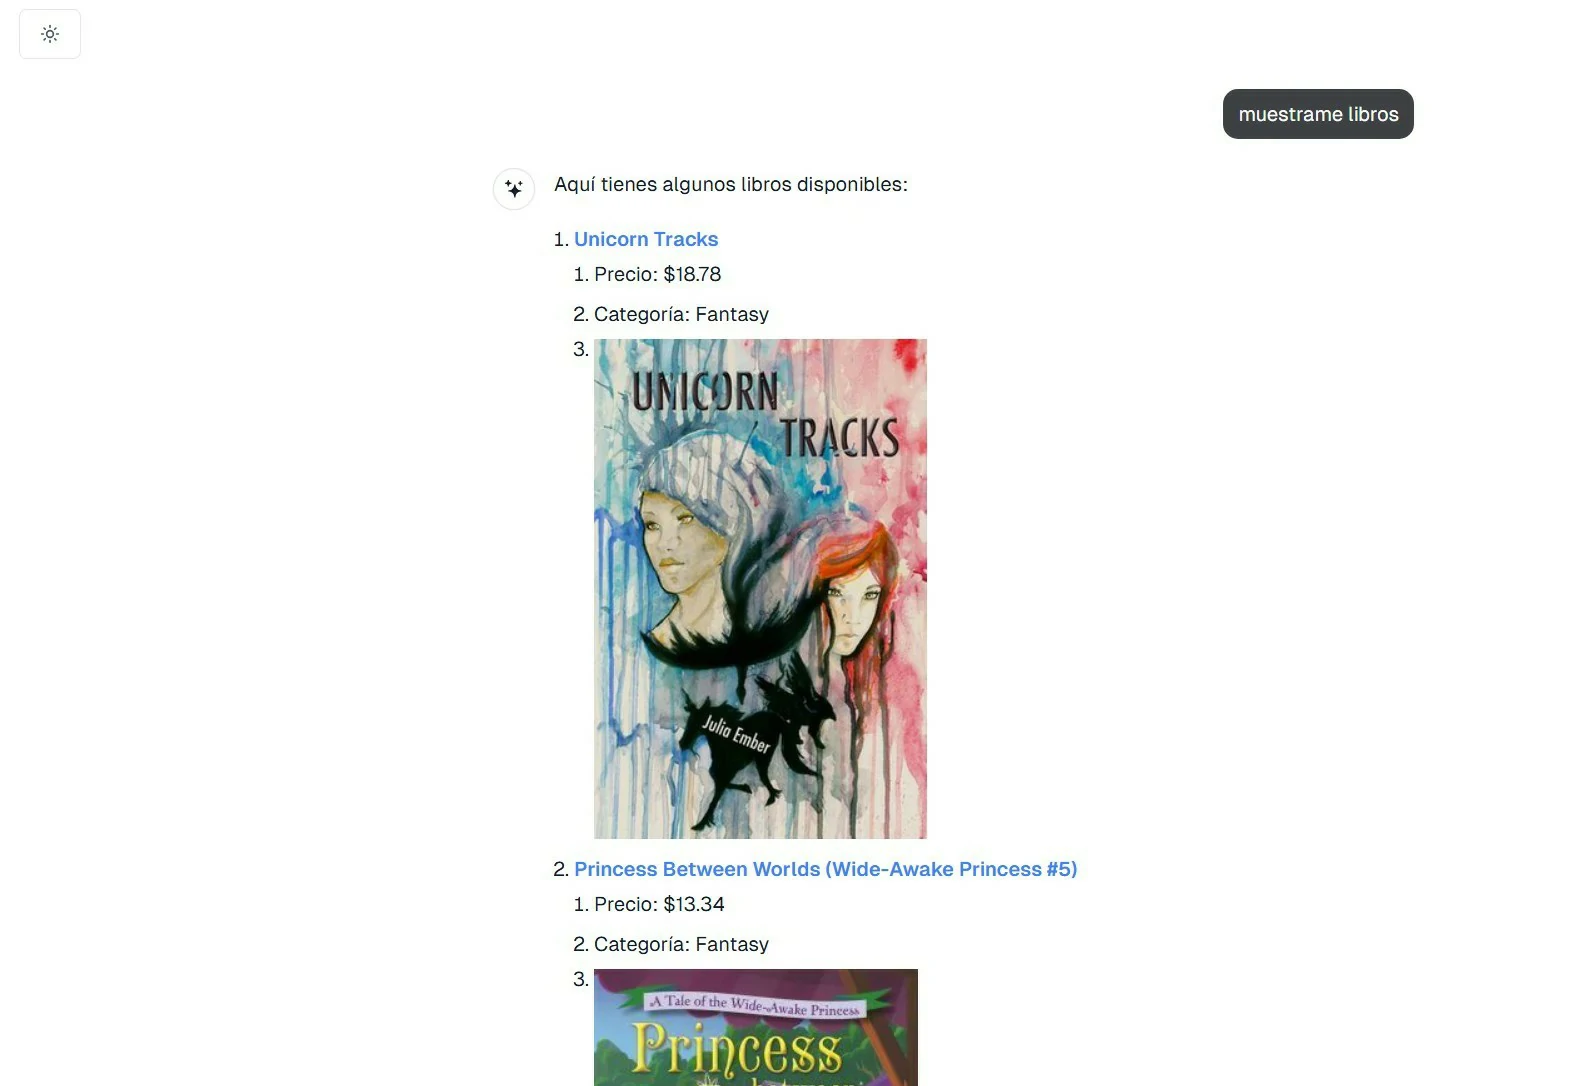 muestrame libros
Aquí tienes algunos libros disponibles:
1. Unicorn Tracks
1. Precio: $18.78
2. Categoría: Fantasy
3.
UNICORN
TRACKS
Julia Ember
2. Princess Between Worlds (Wide-Awake Princess #5)
1. Precio: $13.34
2. Categoría: Fantasy
3.
A Tale of the Wide-Awake Princess
Princess
between